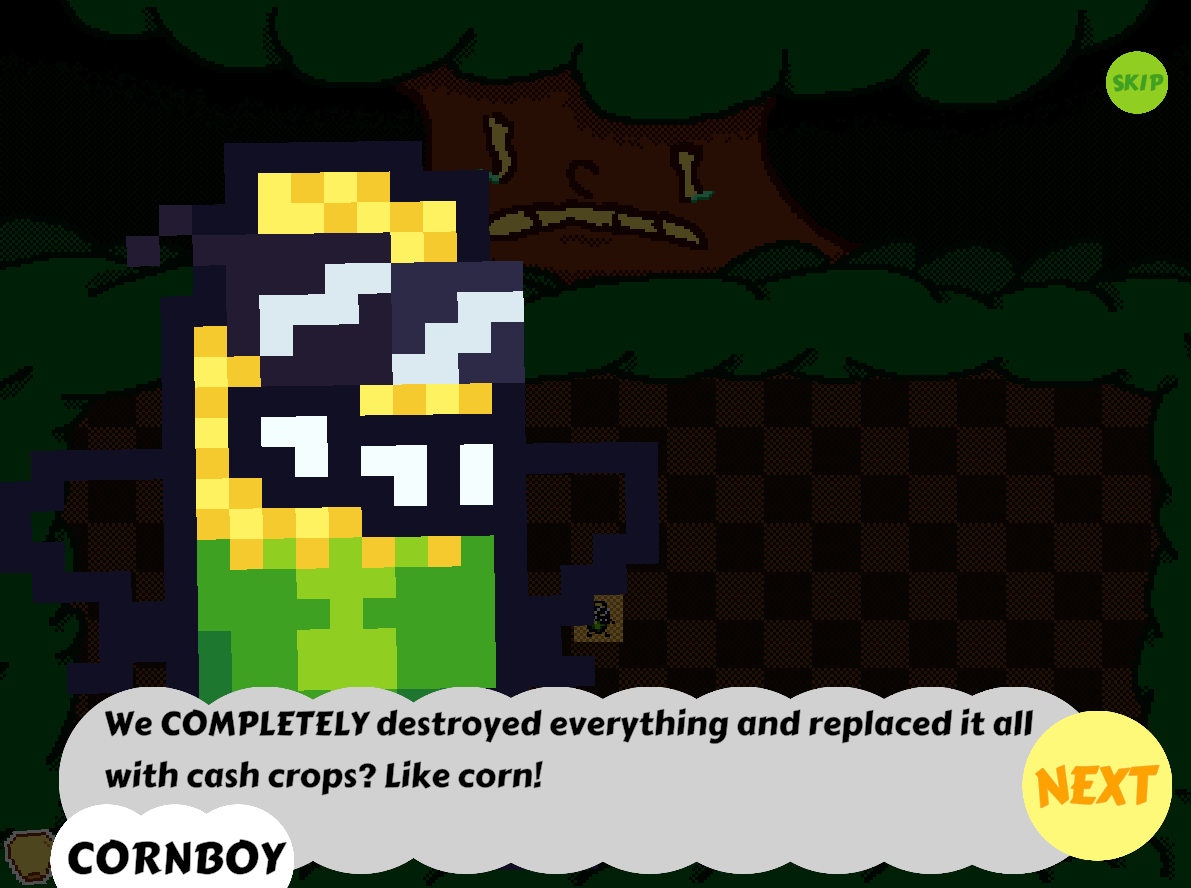 SKIP
We COMPLETELY destroyed everything and replaced it all
with cash crops? Like corn!
NEXT
CORNBOY